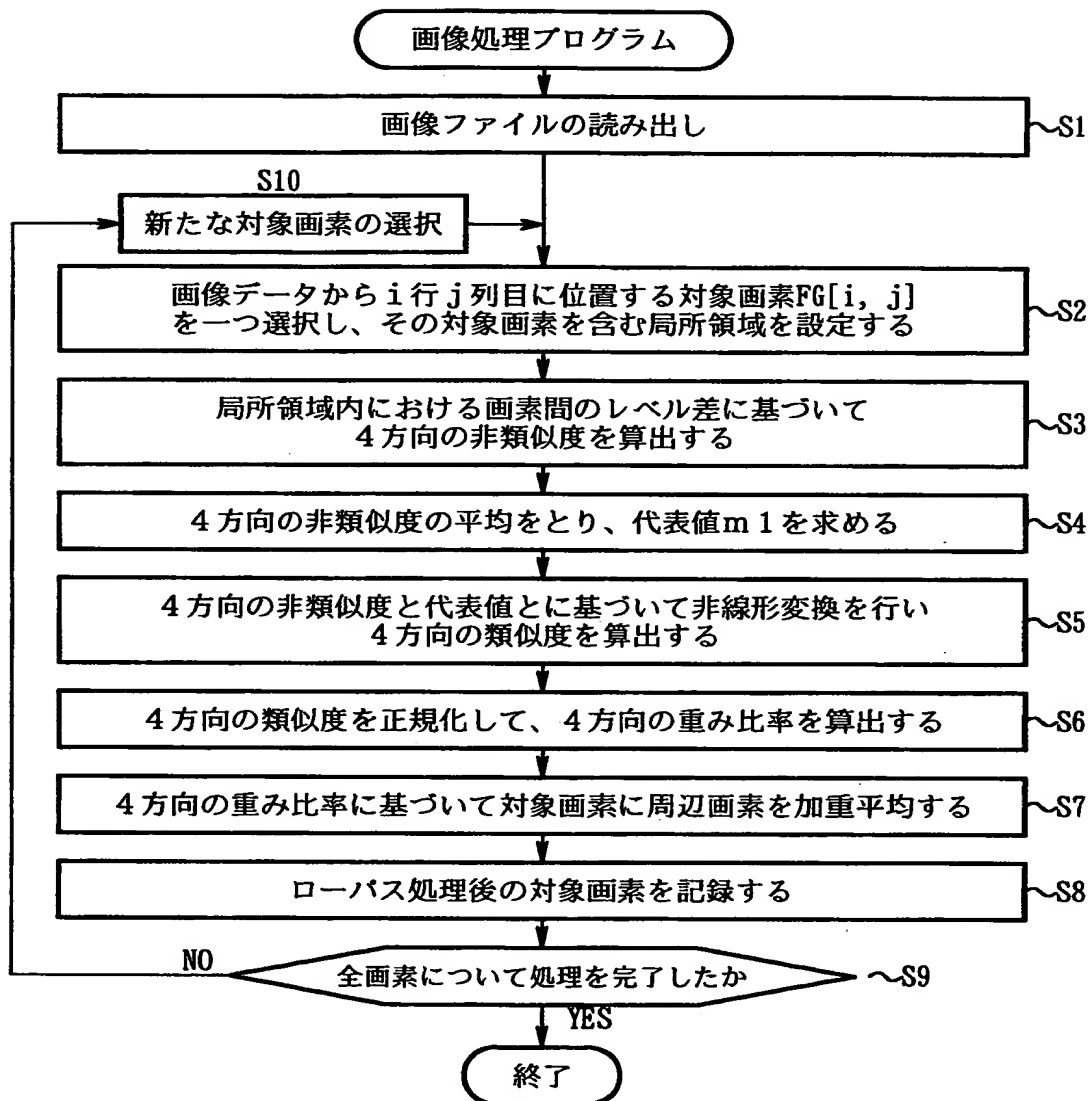 画像処理プログラム
画像ファイルの読み出し
~S1
S10
新たな対象画素の選択
画像データからi行j列目に位置する対象画素FG[i, j]
を一つ選択し、その対象画素を含む局所領域を設定する
~S2
局所領域内における画素間のレベル差に基づいて
4方向の非類似度を算出する
~S3
4方向の非類似度の平均をとり、代表値m1を求める
~S4
4方向の非類似度と代表値とに基づいて非線形変換を行い
4方向の類似度を算出する
~S5
4方向の類似度を正規化して、4方向の重み比率を算出する
~S6
4方向の重み比率に基づいて対象画素に周辺画素を加重平均する
~S7
ローパス処理後の対象画素を記録する
~S8
NO
全画素について処理を完了したか
~S9
YES
終了